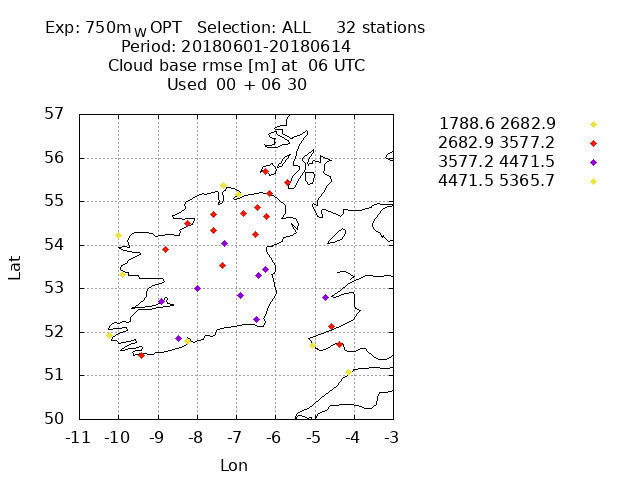 Exp: 750m_W OPT   Selection: ALL     32 stations
Period: 20180601-20180614
Cloud base rmse [m] at  06 UTC
Used  00 + 06 30
1788.6 2682.9
2682.9 3577.2
3577.2 4471.5
4471.5 5365.7
57
56
55
54
53
52
51
50
Lat
-11 -10 -9 -8 -7 -6 -5 -4 -3
Lon